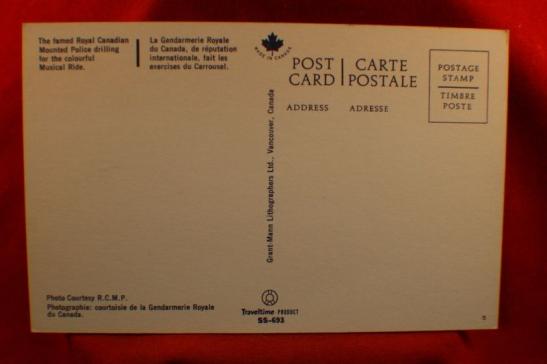 The famed Royal Canadian
Mounted Police drilling
for the colourful
Musical Ride.
La Gendarmerie Royale
du Canada, de réputation
internationale, fait les
exercises du Carrousel.
MADE IN CANADA
POST CARD
CARTE POSTALE
ADDRESS ADRESSE
POSTAGE
STAMP
TIMBRE
POSTE
Grant-Mann Lithographers Ltd., Vancouver, Canada
Photo Courtesy R.C.M.P.
Photographie: courtoisie de la Gendarmerie Royale
du Canada.
Traveltime PRODUCT
SS-693